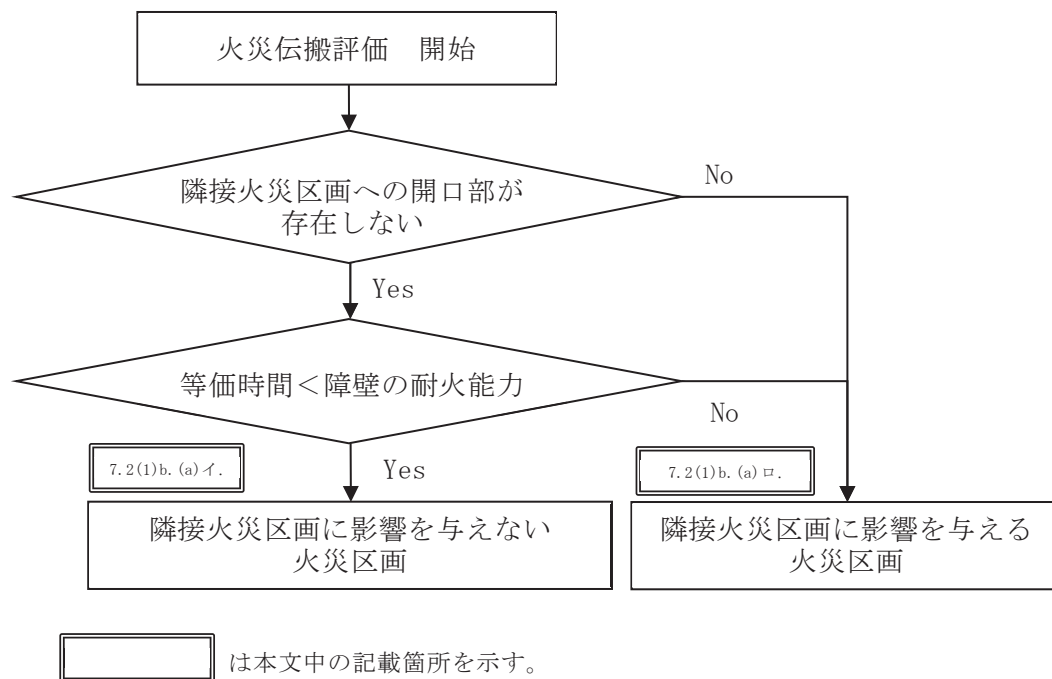 火災伝搬評価　開始
隣接火災区画への開口部が
存在しない
No
Yes
等価時間＜障壁の耐火能力
No
7.2(1)b.(a)イ.
Yes
7.2(1)b.(a)ロ.
隣接火災区画に影響を与えない
火災区画
隣接火災区画に影響を与える
火災区画
は本文中の記載箇所を示す。